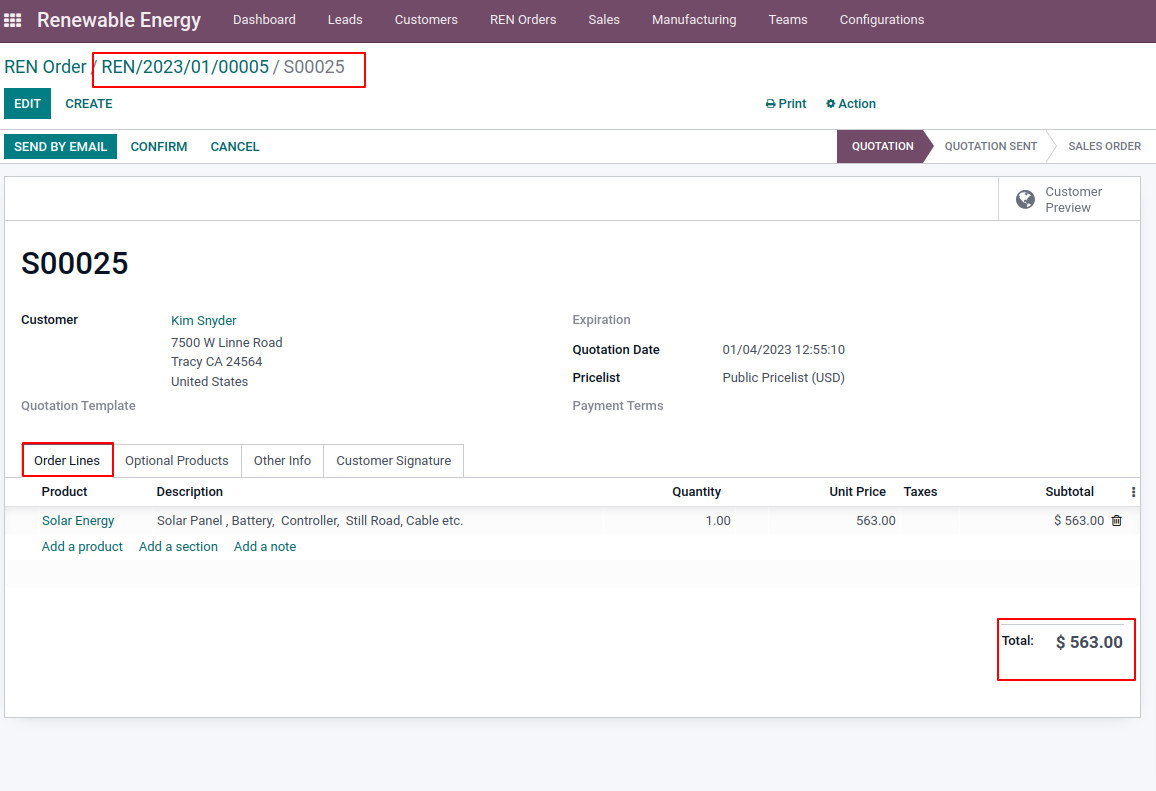 Renewable Energy Dashboard Leads Customers REN Orders Sales Manufacturing Teams Configurations
REN Order / REN/2023/01/00005 / S00025
EDIT CREATE Print Action
SEND BY EMAIL CONFIRM CANCEL QUOTATION QUOTATION SENT SALES ORDER
Customer
Preview
S00025
Customer Kim Snyder Expiration
7500 W Linne Road
Quotation Date 01/04/2023 12:55:10
Tracy CA 24564
United States
Pricelist Public Pricelist (USD)
Quotation Template Payment Terms
Order Lines Optional Products Other Info Customer Signature
Product Description Quantity Unit Price Taxes Subtotal
Solar Energy Solar Panel , Battery, Controller, Still Road, Cable etc. 1.00 563.00 $ 563.00
Add a product Add a section Add a note
Total: $ 563.00